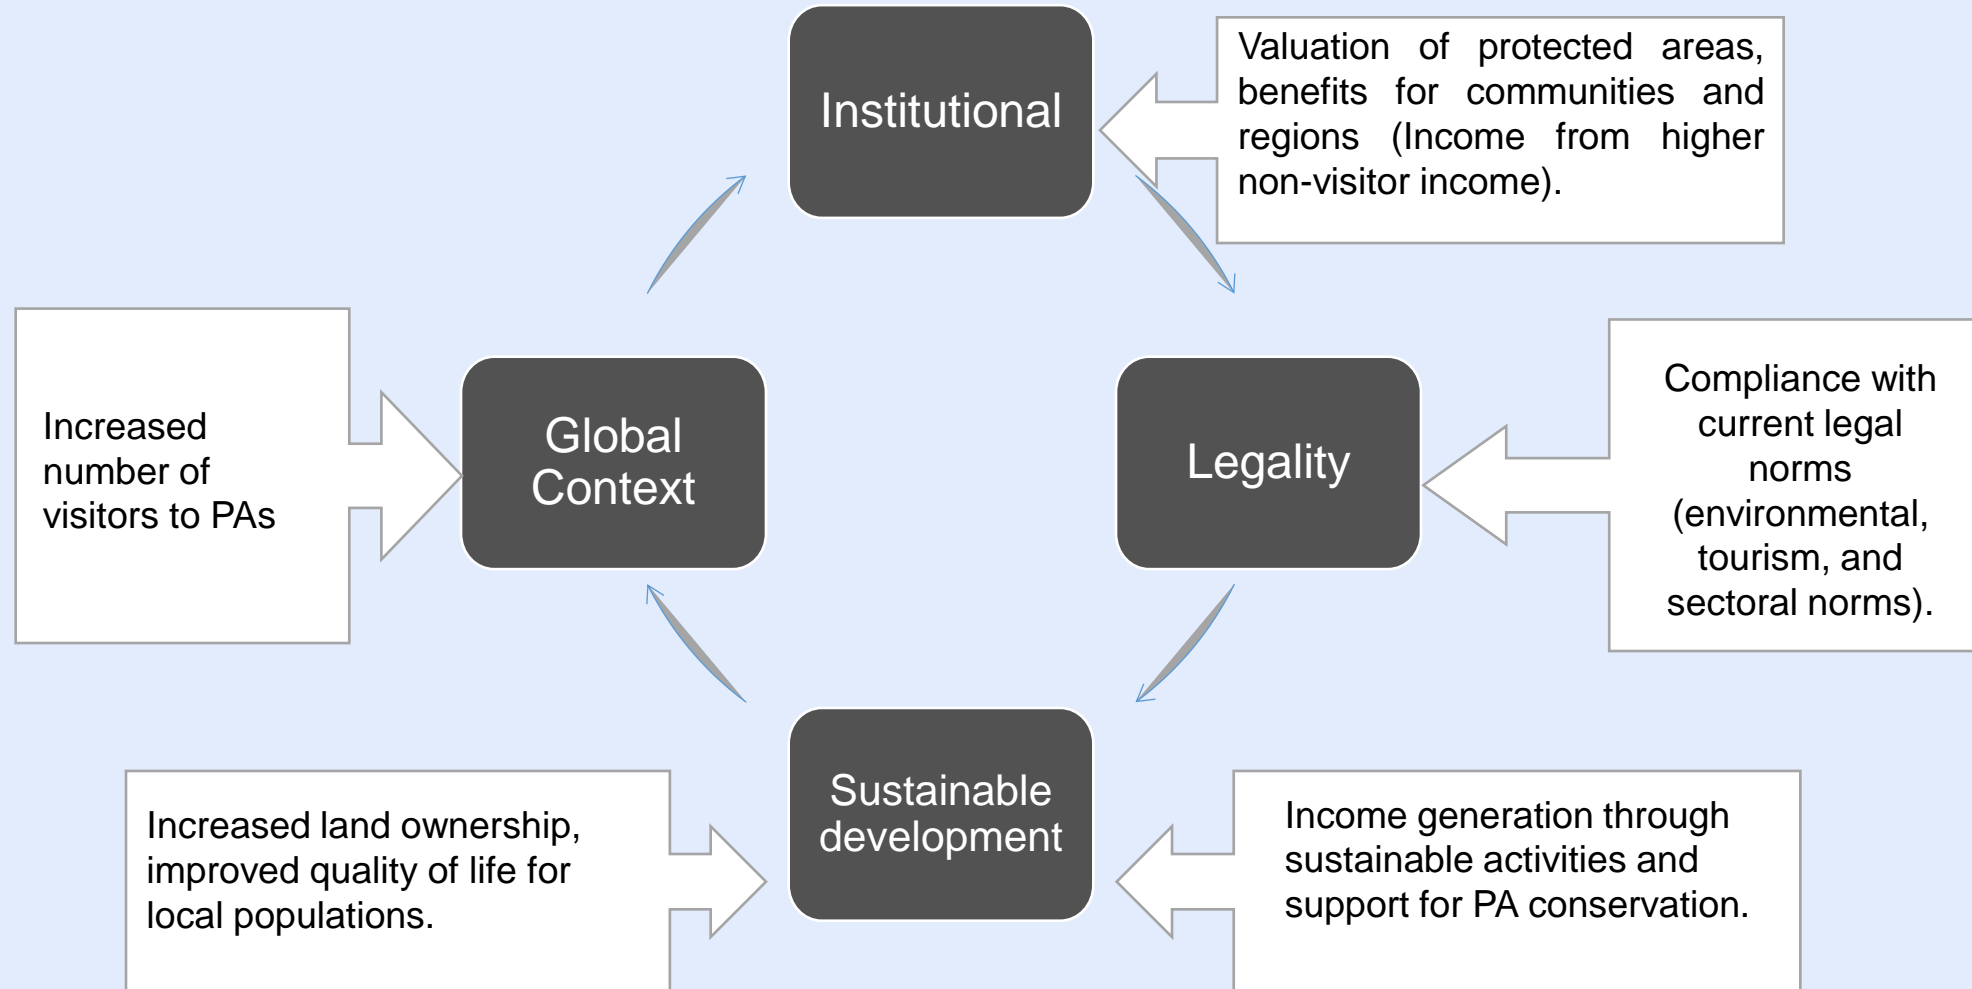 Institutional
Valuation of protected areas,
benefits for communities and
regions (Income from higher
non-visitor income).
Increased
number of
visitors to PAs
Global
Context
Legality
Compliance with
current legal
norms
(environmental,
tourism, and
sectoral norms).
Increased land ownership,
improved quality of life for
local populations.
Sustainable
development
Income generation through
sustainable activities and
support for PA conservation.